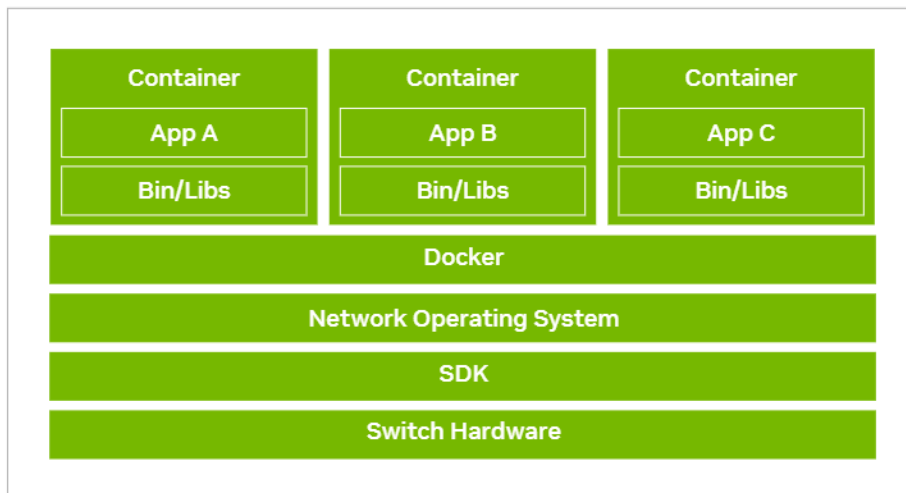 Container Container Container
App A App B App C
Bin/Libs Bin/Libs Bin/Libs
Docker
Network Operating System
SDK
Switch Hardware